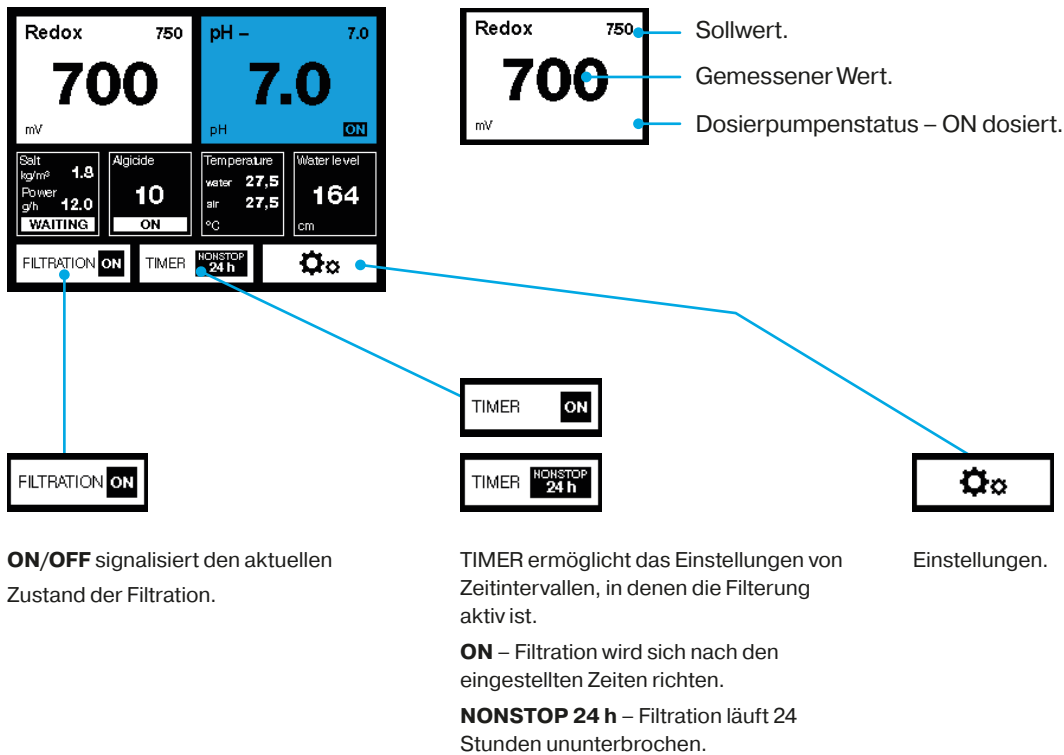 Redox 750
700
mV
pH – 7.0
7.0
pH ON
Salt
kg/m³ 1.8
Power
g/h 12.0
WAITING
Algicide
10
ON
Temperature
water 27,5
air 27,5
°C
Water level
164
cm
FILTRATION ON
TIMER NONSTOP
24 h
Redox 750
700
mV
Sollwert.
Gemessener Wert.
Dosierpumpenstatus – ON dosiert.
FILTRATION ON
ON/OFF signalisiert den aktuellen
Zustand der Filtration.
TIMER ON
TIMER NONSTOP
24 h
TIMER ermöglicht das Einstellungen von
Zeitintervallen, in denen die Filterung
aktiv ist.
ON – Filtration wird sich nach den
eingestellten Zeiten richten.
NONSTOP 24 h – Filtration läuft 24
Stunden ununterbrochen.
Einstellungen.